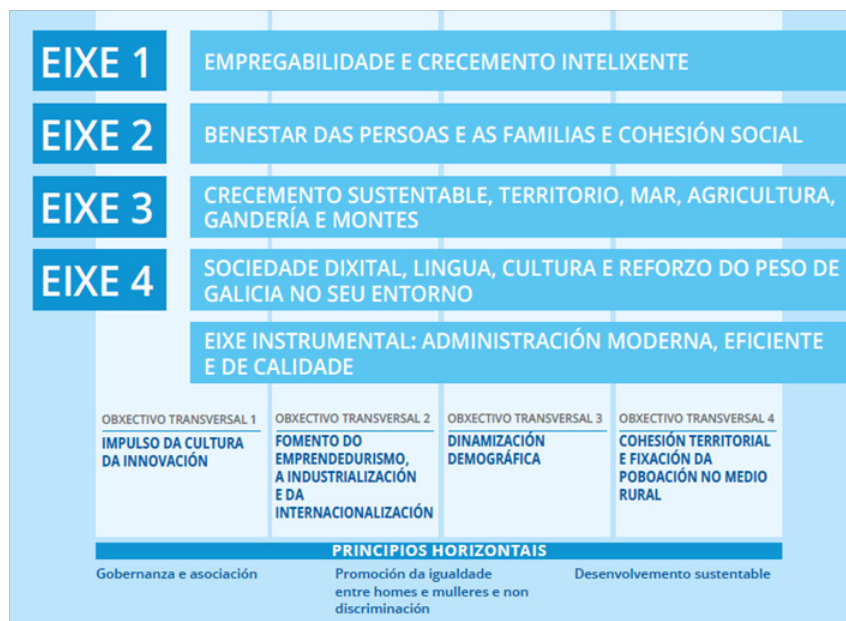 EIXE 1
EMPREGABILIDADE E CRECEMENTO INTELIXENTE
EIXE 2
BENESTAR DAS PERSOAS E AS FAMILIAS E COHESIÓN SOCIAL
EIXE 3
CRECEMENTO SUSTENTABLE, TERRITORIO, MAR, AGRICULTURA,
GANDERÍA E MONTES
EIXE 4
SOCIEDADE DIXITAL, LINGUA, CULTURA E REFORZO DO PESO DE
GALICIA NO SEU ENTORNO
EIXE INSTRUMENTAL: ADMINISTRACIÓN MODERNA, EFICIENTE
E DE CALIDADE
OBXECTIVO TRANSVERSAL 1
IMPULSO DA CULTURA
DA INNOVACIÓN
OBXECTIVO TRANSVERSAL 2
FOMENTO DO
EMPRENDEDURISMO,
A INDUSTRIALIZACIÓN
E DA
INTERNACIONALIZACIÓN
OBXECTIVO TRANSVERSAL 3
DINAMIZACIÓN
DEMOGRÁFICA
OBXECTIVO TRANSVERSAL 4
COHESIÓN TERRITORIAL
E FIXACIÓN DA
POBOACIÓN NO MEDIO
RURAL
PRINCIPIOS HORIZONTAIS
Gobernanza e asociación
Promoción da igualdade
entre homes e mulleres e non
discriminación
Desenvolvemento sustentable